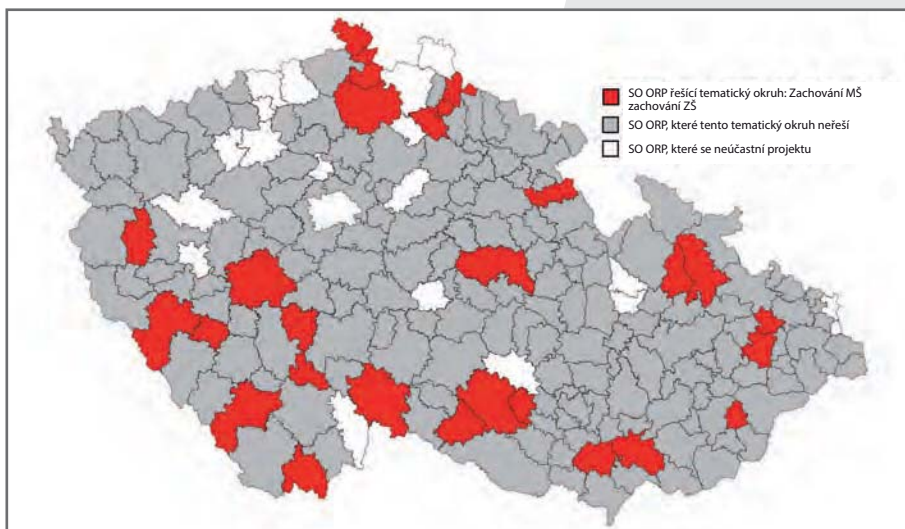 SO ORP řešící tematický okruh: Zachování MŠ
zachování ZŠ
SO ORP, které tento tematický okruh neřeší
SO ORP, které se neúčastní projektu